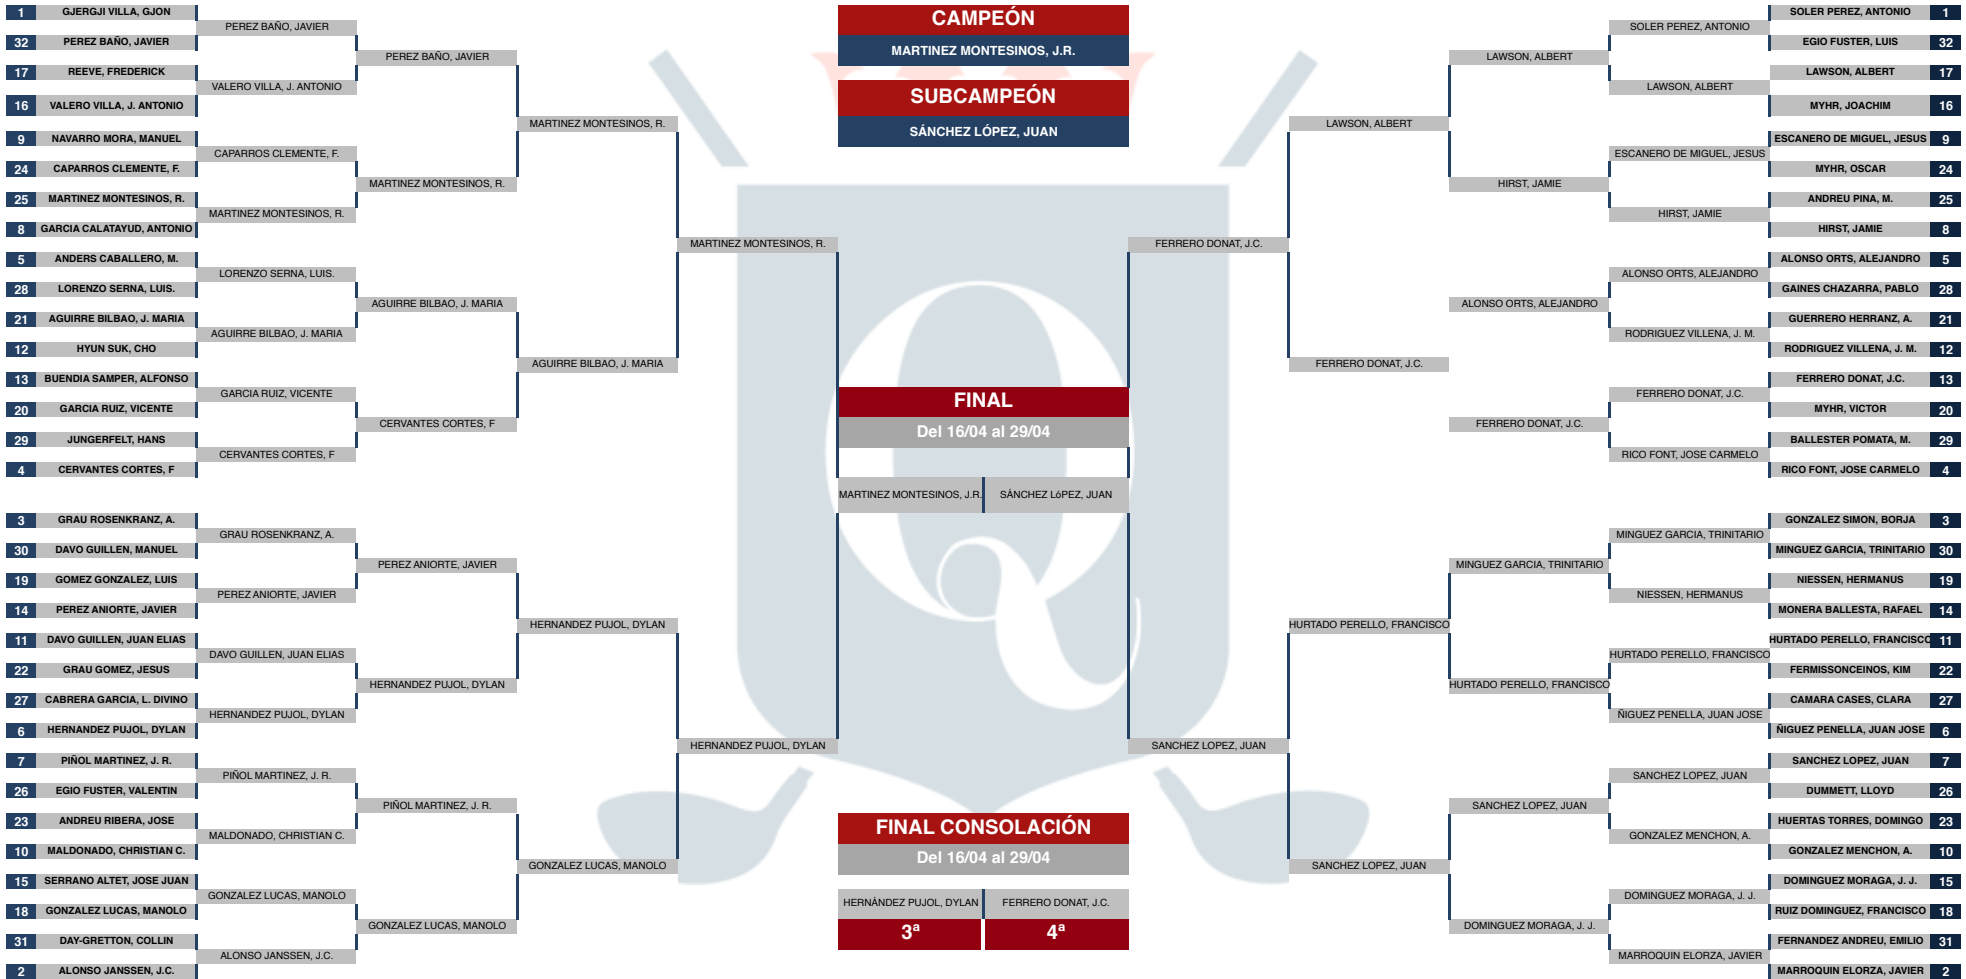 1 GJERGJI VILLA, GJON
32 PEREZ BAÑO, JAVIER
17 REEVE, FREDERICK
16 VALERO VILLA, J. ANTONIO
9 NAVARRO MORA, MANUEL
24 CAPARROS CLEMENTE, F.
25 MARTINEZ MONTESINOS, R.
8 GARCIA CALATAYUD, ANTONIO
5 ANDERS CABALLERO, M.
28 LORENZO SERNA, LUIS.
21 AGUIRRE BILBAO, J. MARIA
12 HYUN SUK, CHO
13 BUENDIA SAMPER, ALFONSO
20 GARCIA RUIZ, VICENTE
29 JUNGERFELT, HANS
4 CERVANTES CORTES, F
3 GRAU ROSENKRANZ, A.
30 DAVO GUILLEN, MANUEL
19 GOMEZ GONZALEZ, LUIS
14 PEREZ ANIORTE, JAVIER
11 DAVO GUILLEN, JUAN ELIAS
22 GRAU GOMEZ, JESUS
27 CABRERA GARCIA, L. DIVINO
6 HERNANDEZ PUJOL, DYLAN
7 PIÑOL MARTINEZ, J. R.
26 EGIO FUSTER, VALENTIN
23 ANDREU RIBERA, JOSE
10 MALDONADO, CHRISTIAN C.
15 SERRANO ALTET, JOSE JUAN
18 GONZALEZ LUCAS, MANOLO
31 DAY-GRETTON, COLLIN
2 ALONSO JANSSEN, J.C.
PEREZ BAÑO, JAVIER
VALERO VILLA, J. ANTONIO
CAPARROS CLEMENTE, F.
MARTINEZ MONTESINOS, R.
LORENZO SERNA, LUIS.
AGUIRRE BILBAO, J. MARIA
GARCIA RUIZ, VICENTE
CERVANTES CORTES, F
GRAU ROSENKRANZ, A.
PEREZ ANIORTE, JAVIER
DAVO GUILLEN, JUAN ELIAS
HERNANDEZ PUJOL, DYLAN
PIÑOL MARTINEZ, J. R.
MALDONADO, CHRISTIAN C.
GONZALEZ LUCAS, MANOLO
ALONSO JANSSEN, J.C.
PEREZ BAÑO, JAVIER
MARTINEZ MONTESINOS, R.
AGUIRRE BILBAO, J. MARIA
CERVANTES CORTES, F
PEREZ ANIORTE, JAVIER
HERNANDEZ PUJOL, DYLAN
PIÑOL MARTINEZ, J. R.
GONZALEZ LUCAS, MANOLO
MARTINEZ MONTESINOS, R.
AGUIRRE BILBAO, J. MARIA
HERNANDEZ PUJOL, DYLAN
GONZALEZ LUCAS, MANOLO
MARTINEZ MONTESINOS, R.
HERNANDEZ PUJOL, DYLAN
CAMPEÓN
MARTINEZ MONTESINOS, J.R.
SUBCAMPEÓN
SÁNCHEZ LÓPEZ, JUAN
Q
FINAL
Del 16/04 al 29/04
MARTINEZ MONTESINOS, J.R. SÁNCHEZ LóPEZ, JUAN
FINAL CONSOLACIÓN
Del 16/04 al 29/04
HERNÁNDEZ PUJOL, DYLAN FERRERO DONAT, J.C.
3ª 4ª
FERRERO DONAT, J.C.
SANCHEZ LOPEZ, JUAN
LAWSON, ALBERT
FERRERO DONAT, J.C.
HURTADO PERELLO, FRANCISCO
SANCHEZ LOPEZ, JUAN
LAWSON, ALBERT
HIRST, JAMIE
ALONSO ORTS, ALEJANDRO
FERRERO DONAT, J.C.
MINGUEZ GARCIA, TRINITARIO
HURTADO PERELLO, FRANCISCO
SANCHEZ LOPEZ, JUAN
DOMINGUEZ MORAGA, J. J.
SOLER PEREZ, ANTONIO
LAWSON, ALBERT
ESCANERO DE MIGUEL, JESUS
HIRST, JAMIE
ALONSO ORTS, ALEJANDRO
RODRIGUEZ VILLENA, J. M.
FERRERO DONAT, J.C.
RICO FONT, JOSE CARMELO
MINGUEZ GARCIA, TRINITARIO
NIESSEN, HERMANUS
HURTADO PERELLO, FRANCISCO
ÑIGUEZ PENELLA, JUAN JOSE
SANCHEZ LOPEZ, JUAN
GONZALEZ MENCHON, A.
DOMINGUEZ MORAGA, J. J.
MARROQUIN ELORZA, JAVIER
SOLER PEREZ, ANTONIO 1
EGIO FUSTER, LUIS 32
LAWSON, ALBERT 17
MYHR, JOACHIM 16
ESCANERO DE MIGUEL, JESUS 9
MYHR, OSCAR 24
ANDREU PINA, M. 25
HIRST, JAMIE 8
ALONSO ORTS, ALEJANDRO 5
GAINES CHAZARRA, PABLO 28
GUERRERO HERRANZ, A. 21
RODRIGUEZ VILLENA, J. M. 12
FERRERO DONAT, J.C. 13
MYHR, VICTOR 20
BALLESTER POMATA, M. 29
RICO FONT, JOSE CARMELO 4
GONZALEZ SIMON, BORJA 3
MINGUEZ GARCIA, TRINITARIO 30
NIESSEN, HERMANUS 19
MONERA BALLESTA, RAFAEL 14
HURTADO PERELLO, FRANCISCO 11
FERMISSONCEINOS, KIM 22
CAMARA CASES, CLARA 27
ÑIGUEZ PENELLA, JUAN JOSE 6
SANCHEZ LOPEZ, JUAN 7
DUMMETT, LLOYD 26
HUERTAS TORRES, DOMINGO 23
GONZALEZ MENCHON, A. 10
DOMINGUEZ MORAGA, J. J. 15
RUIZ DOMINGUEZ, FRANCISCO 18
FERNANDEZ ANDREU, EMILIO 31
MARROQUIN ELORZA, JAVIER 2